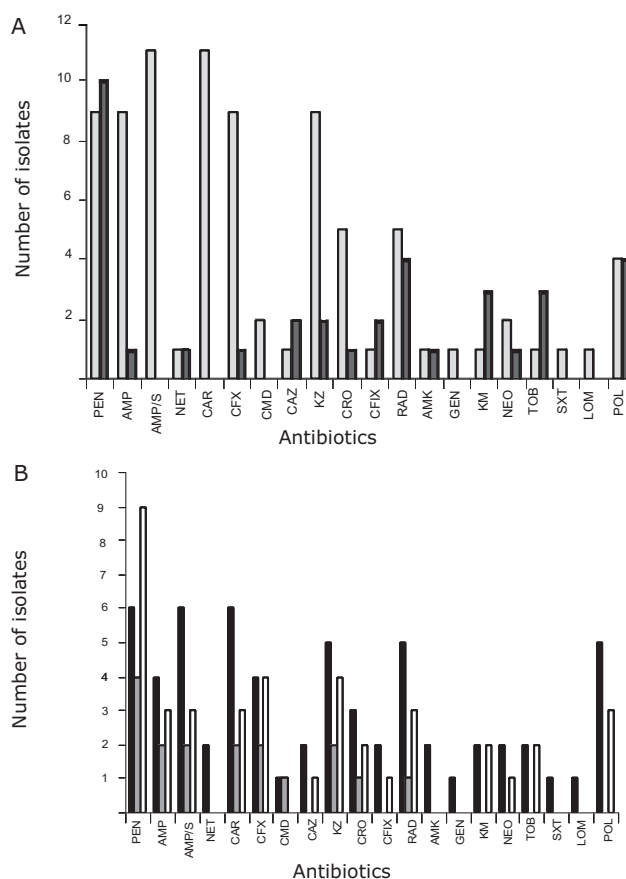 A
12
10
8
6
4
2
Number of isolates
PEN
AMP
AMP/S
NET
CAR
CFX
CMD
CAZ
KZ
CRO
CFIX
RAD
AMK
GEN
KM
NEO
TOB
SXT
LOM
POL
Antibiotics
B
10
9
8
7
6
5
4
3
2
1
Number of isolates
PEN
AMP
AMP/S
NET
CAR
CFX
CMD
CAZ
KZ
CRO
CFIX
RAD
AMK
GEN
KM
NEO
TOB
SXT
LOM
POL
Antibiotics